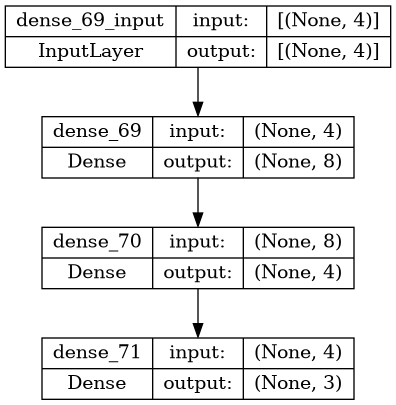 dense_69_input input: [(None, 4)]
InputLayer output: [(None, 4)]
dense_69 input: (None, 4)
Dense output: (None, 8)
dense_70 input: (None, 8)
Dense output: (None, 4)
dense_71 input: (None, 4)
Dense output: (None, 3)